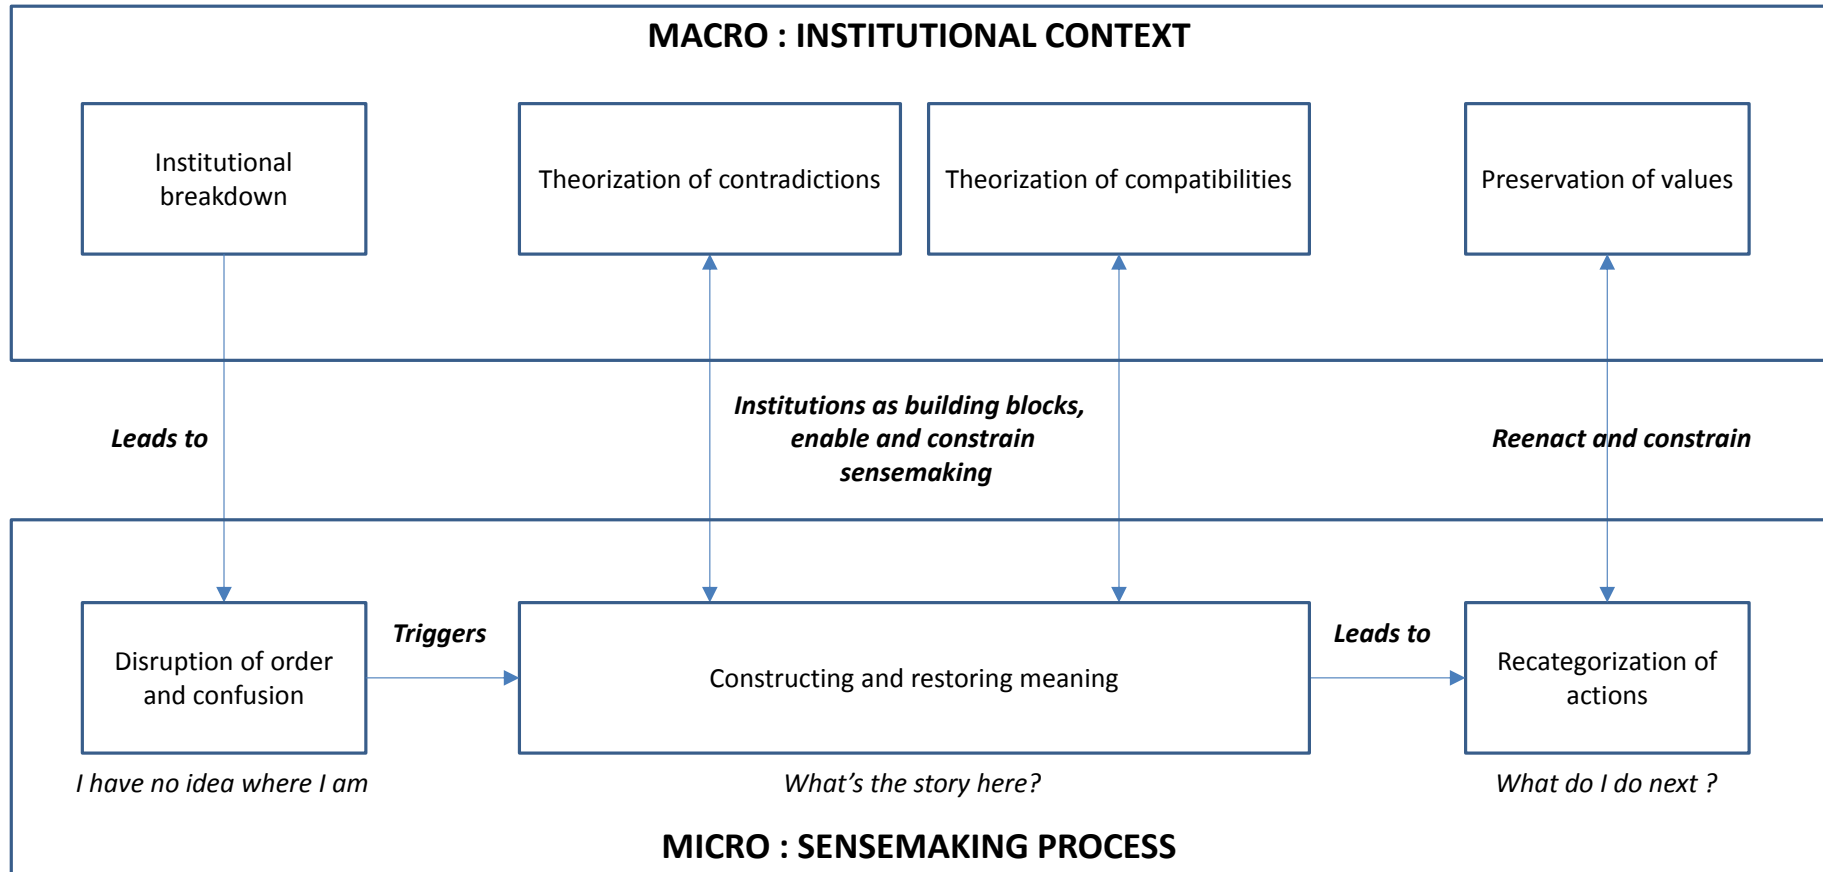 MACRO : INSTITUTIONAL CONTEXT
Institutional
breakdown
Theorization of contradictions
Theorization of compatibilities
Preservation of values
Leads to
Institutions as building blocks,
enable and constrain
sensemaking
Reenact and constrain
Disruption of order
and confusion
Triggers
Constructing and restoring meaning
Leads to
Recategorization of
actions
I have no idea where I am
What’s the story here?
What do I do next ?
MICRO : SENSEMAKING PROCESS